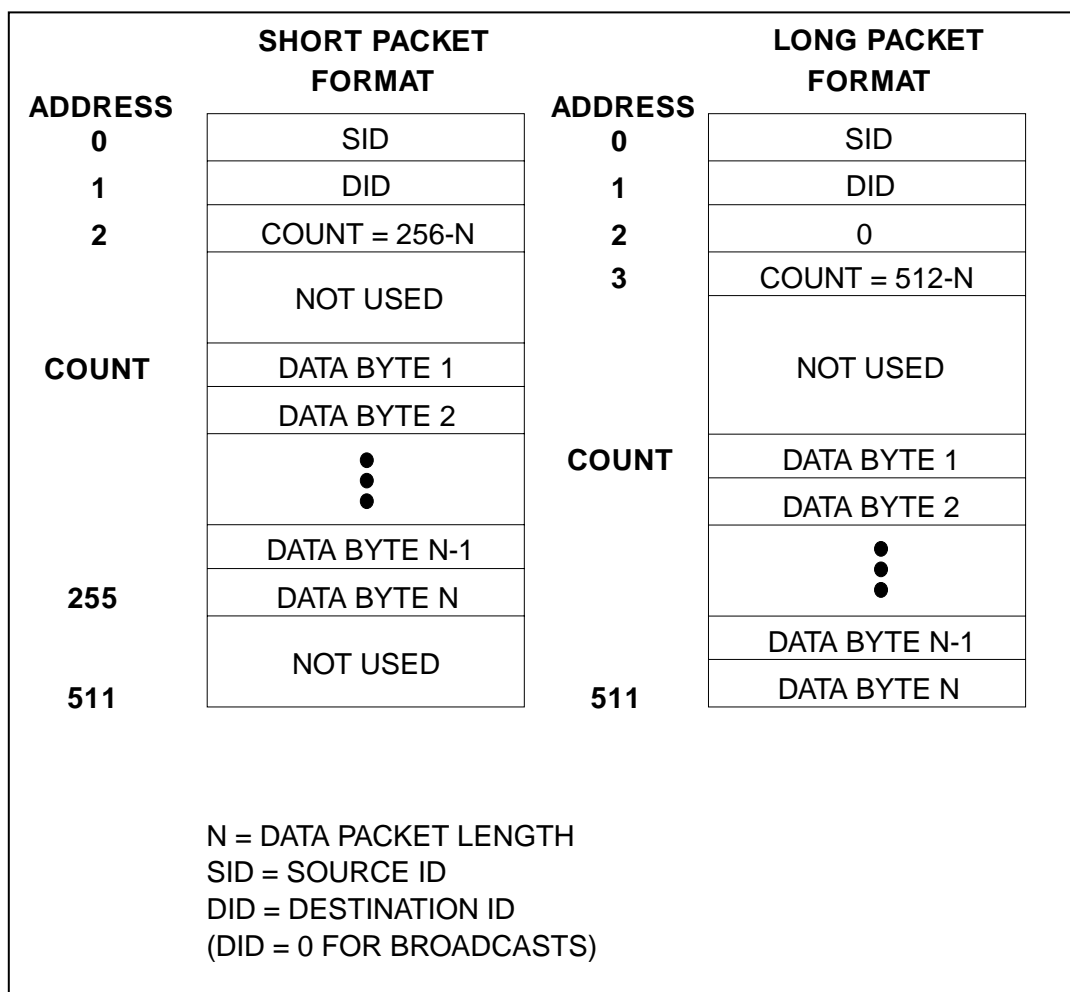 SHORT PACKET
FORMAT
ADDRESS
0 SID
1 DID
2 COUNT = 256-N
NOT USED
COUNT DATA BYTE 1
DATA BYTE 2
DATA BYTE N-1
255 DATA BYTE N
NOT USED
511
LONG PACKET
FORMAT
ADDRESS
0 SID
1 DID
2 0
3 COUNT = 512-N
NOT USED
COUNT DATA BYTE 1
DATA BYTE 2
DATA BYTE N-1
511 DATA BYTE N
N = DATA PACKET LENGTH
SID = SOURCE ID
DID = DESTINATION ID
(DID = 0 FOR BROADCASTS)